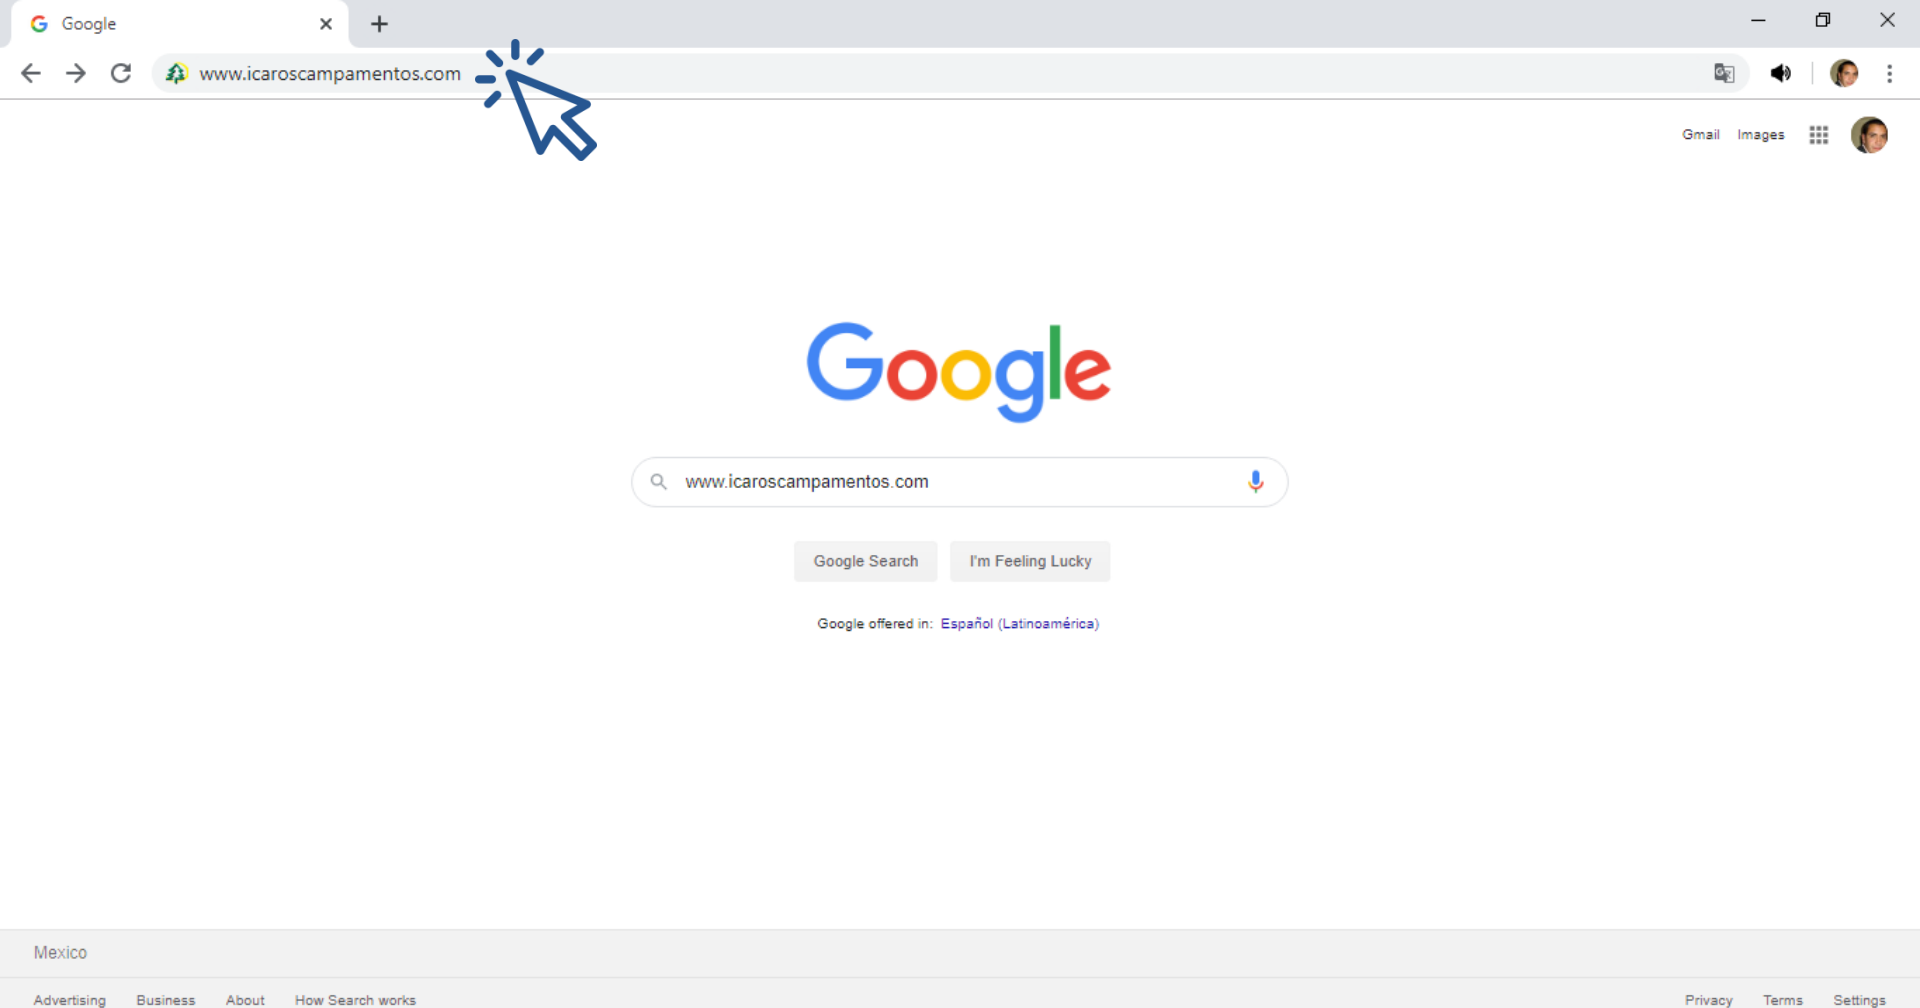 Google
www.icaroscampamentos.com
Gmail Images
Google
www.icaroscampamentos.com
Google Search I'm Feeling Lucky
Google offered in: Español (Latinoamérica)
Mexico
Advertising Business About How Search works Privacy Terms Settings